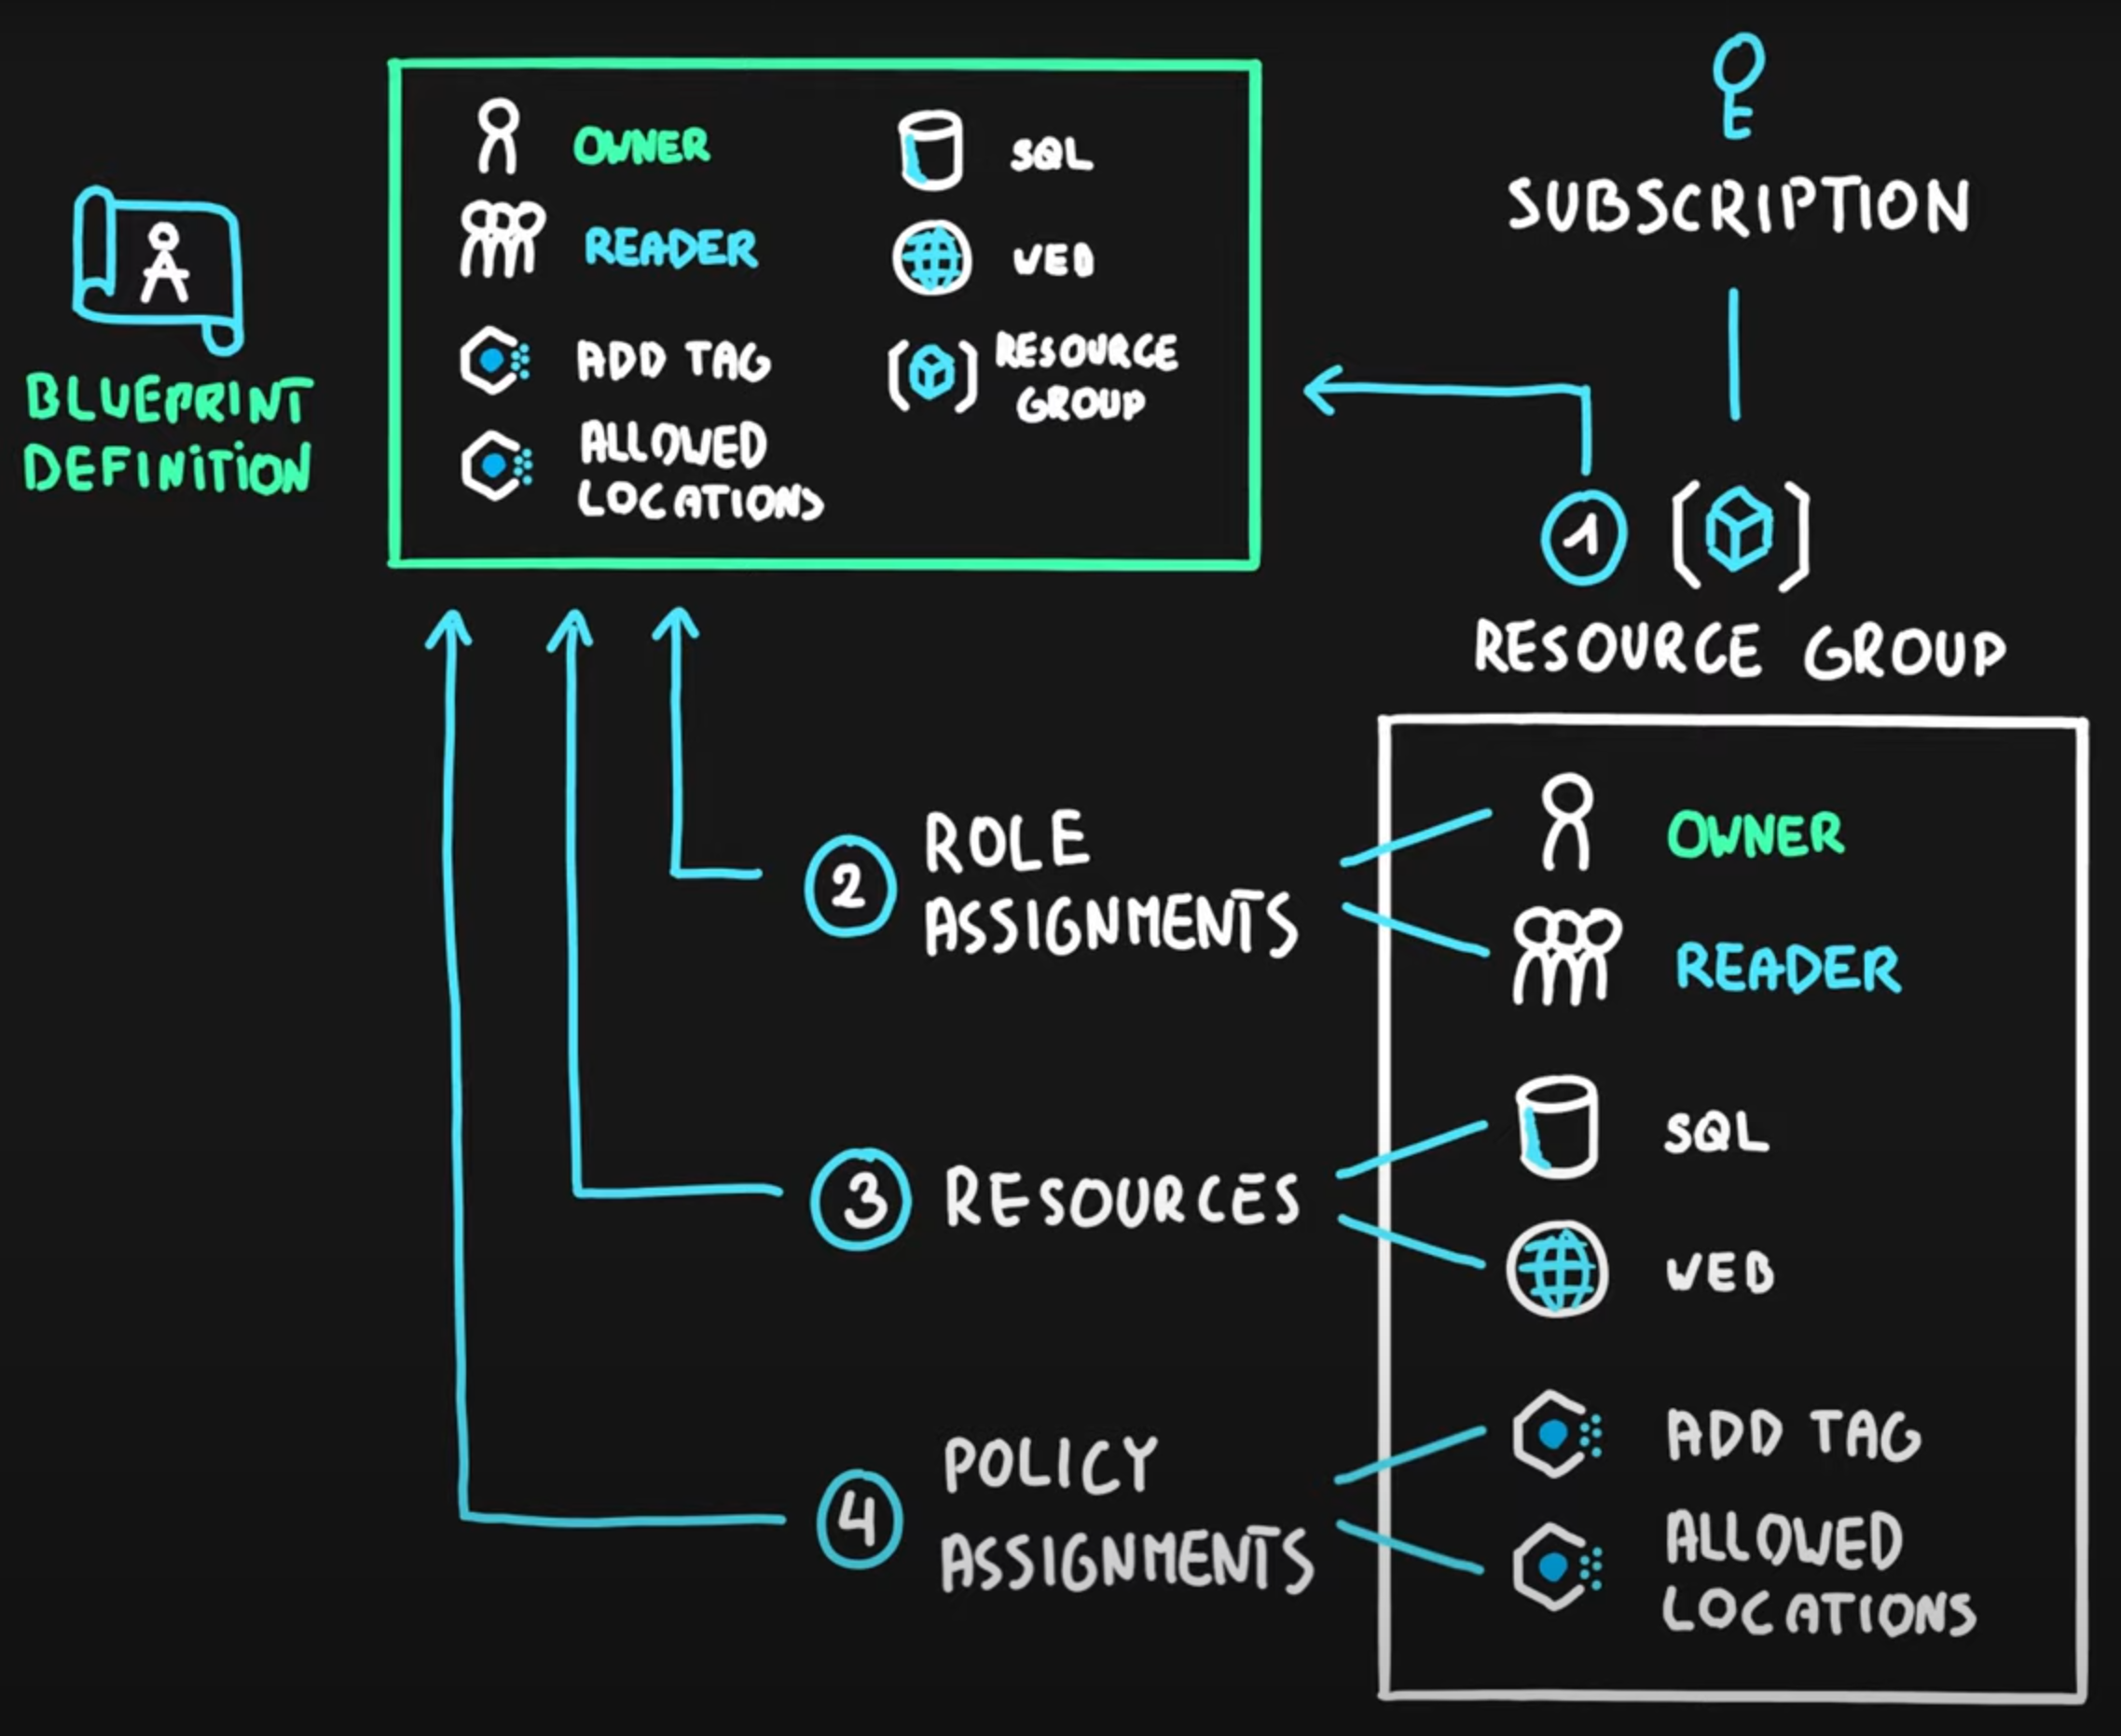 BLUEPRINT
DEFINITION
OWNER
READER
ADD TAG
ALLOWED
LOCATIONS
SQL
WEB
RESOURCE
GROUP
SUBSCRIPTION
1
RESOURCE GROUP
2 ROLE
ASSIGNMENTS
OWNER
READER
3 RESOURCES
SQL
WEB
4 POLICY
ASSIGNMENTS
ADD TAG
ALLOWED
LOCATIONS